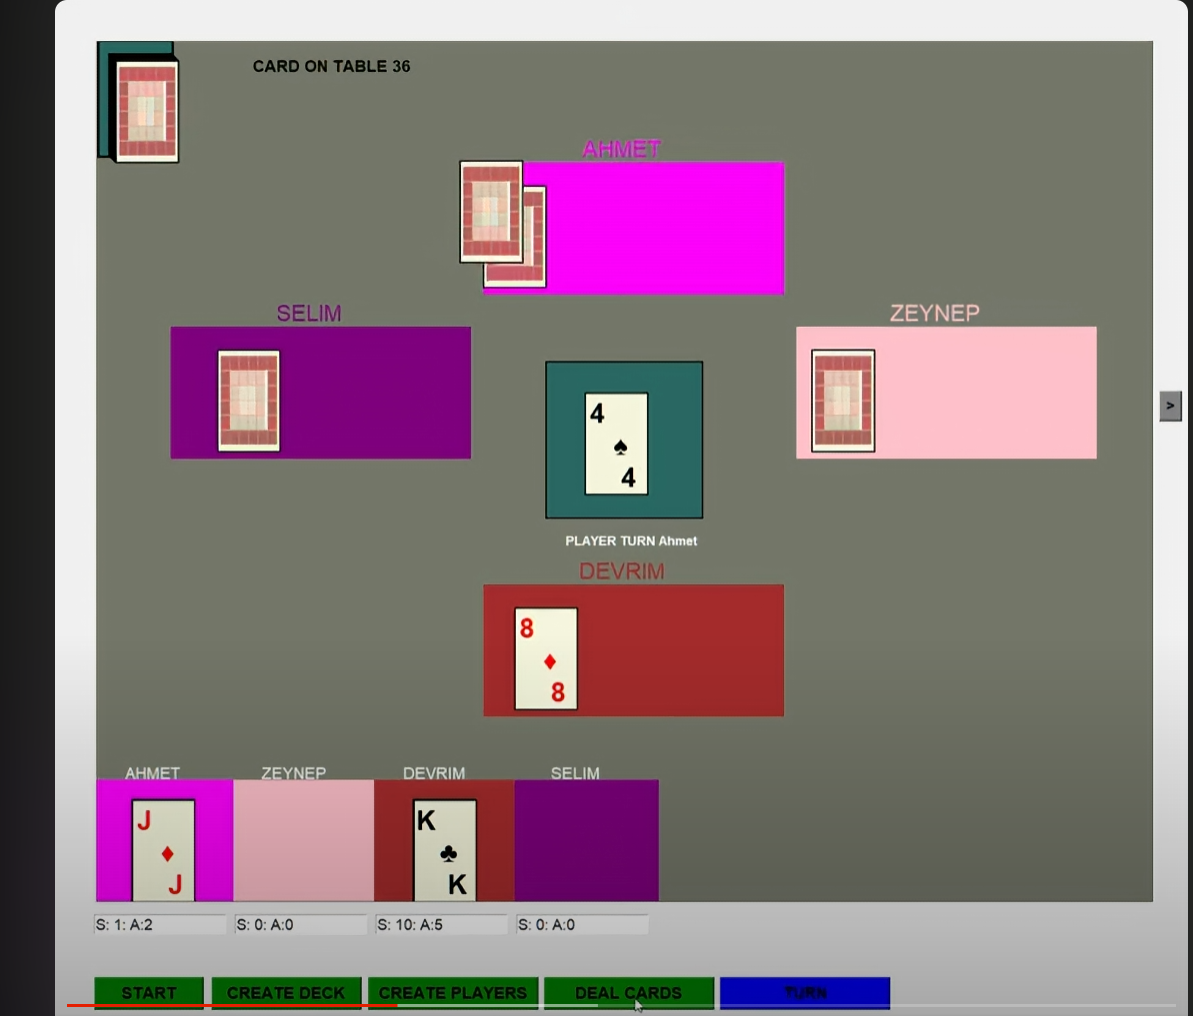 CARD ON TABLE 36
AHMET
SELIM
ZEYNEP
4
♠
4
>
PLAYER TURN Ahmet
DEVRIM
8
♦
8
AHMET ZEYNEP DEVRIM SELIM
J K
♦ ♣
J K
S: 1: A:2 S: 0: A:0 S: 10: A:5 S: 0: A:0
START CREATE DECK CREATE PLAYERS DEAL CARDS TURN